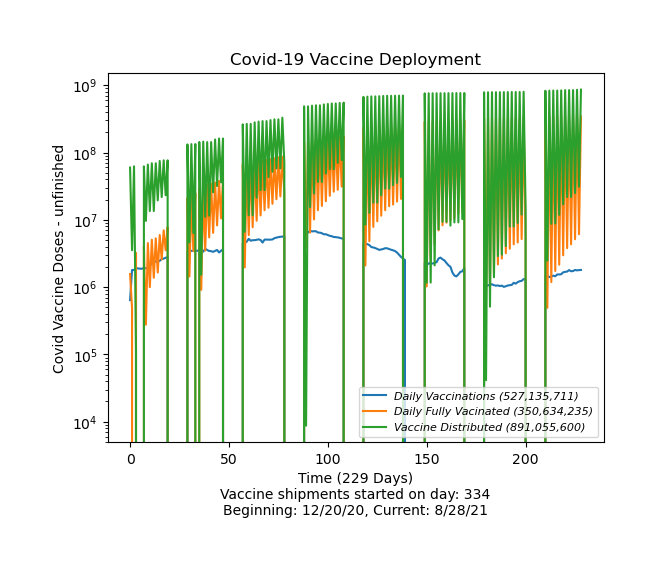 Covid-19 Vaccine Deployment
Covid Vaccine Doses - unfinished
10⁹
10⁸
10⁷
10⁶
10⁵
10⁴
0 50 100 150 200
Daily Vaccinations (527,135,711)
Daily Fully Vacinated (350,634,235)
Vaccine Distributed (891,055,600)
Time (229 Days)
Vaccine shipments started on day: 334
Beginning: 12/20/20, Current: 8/28/21